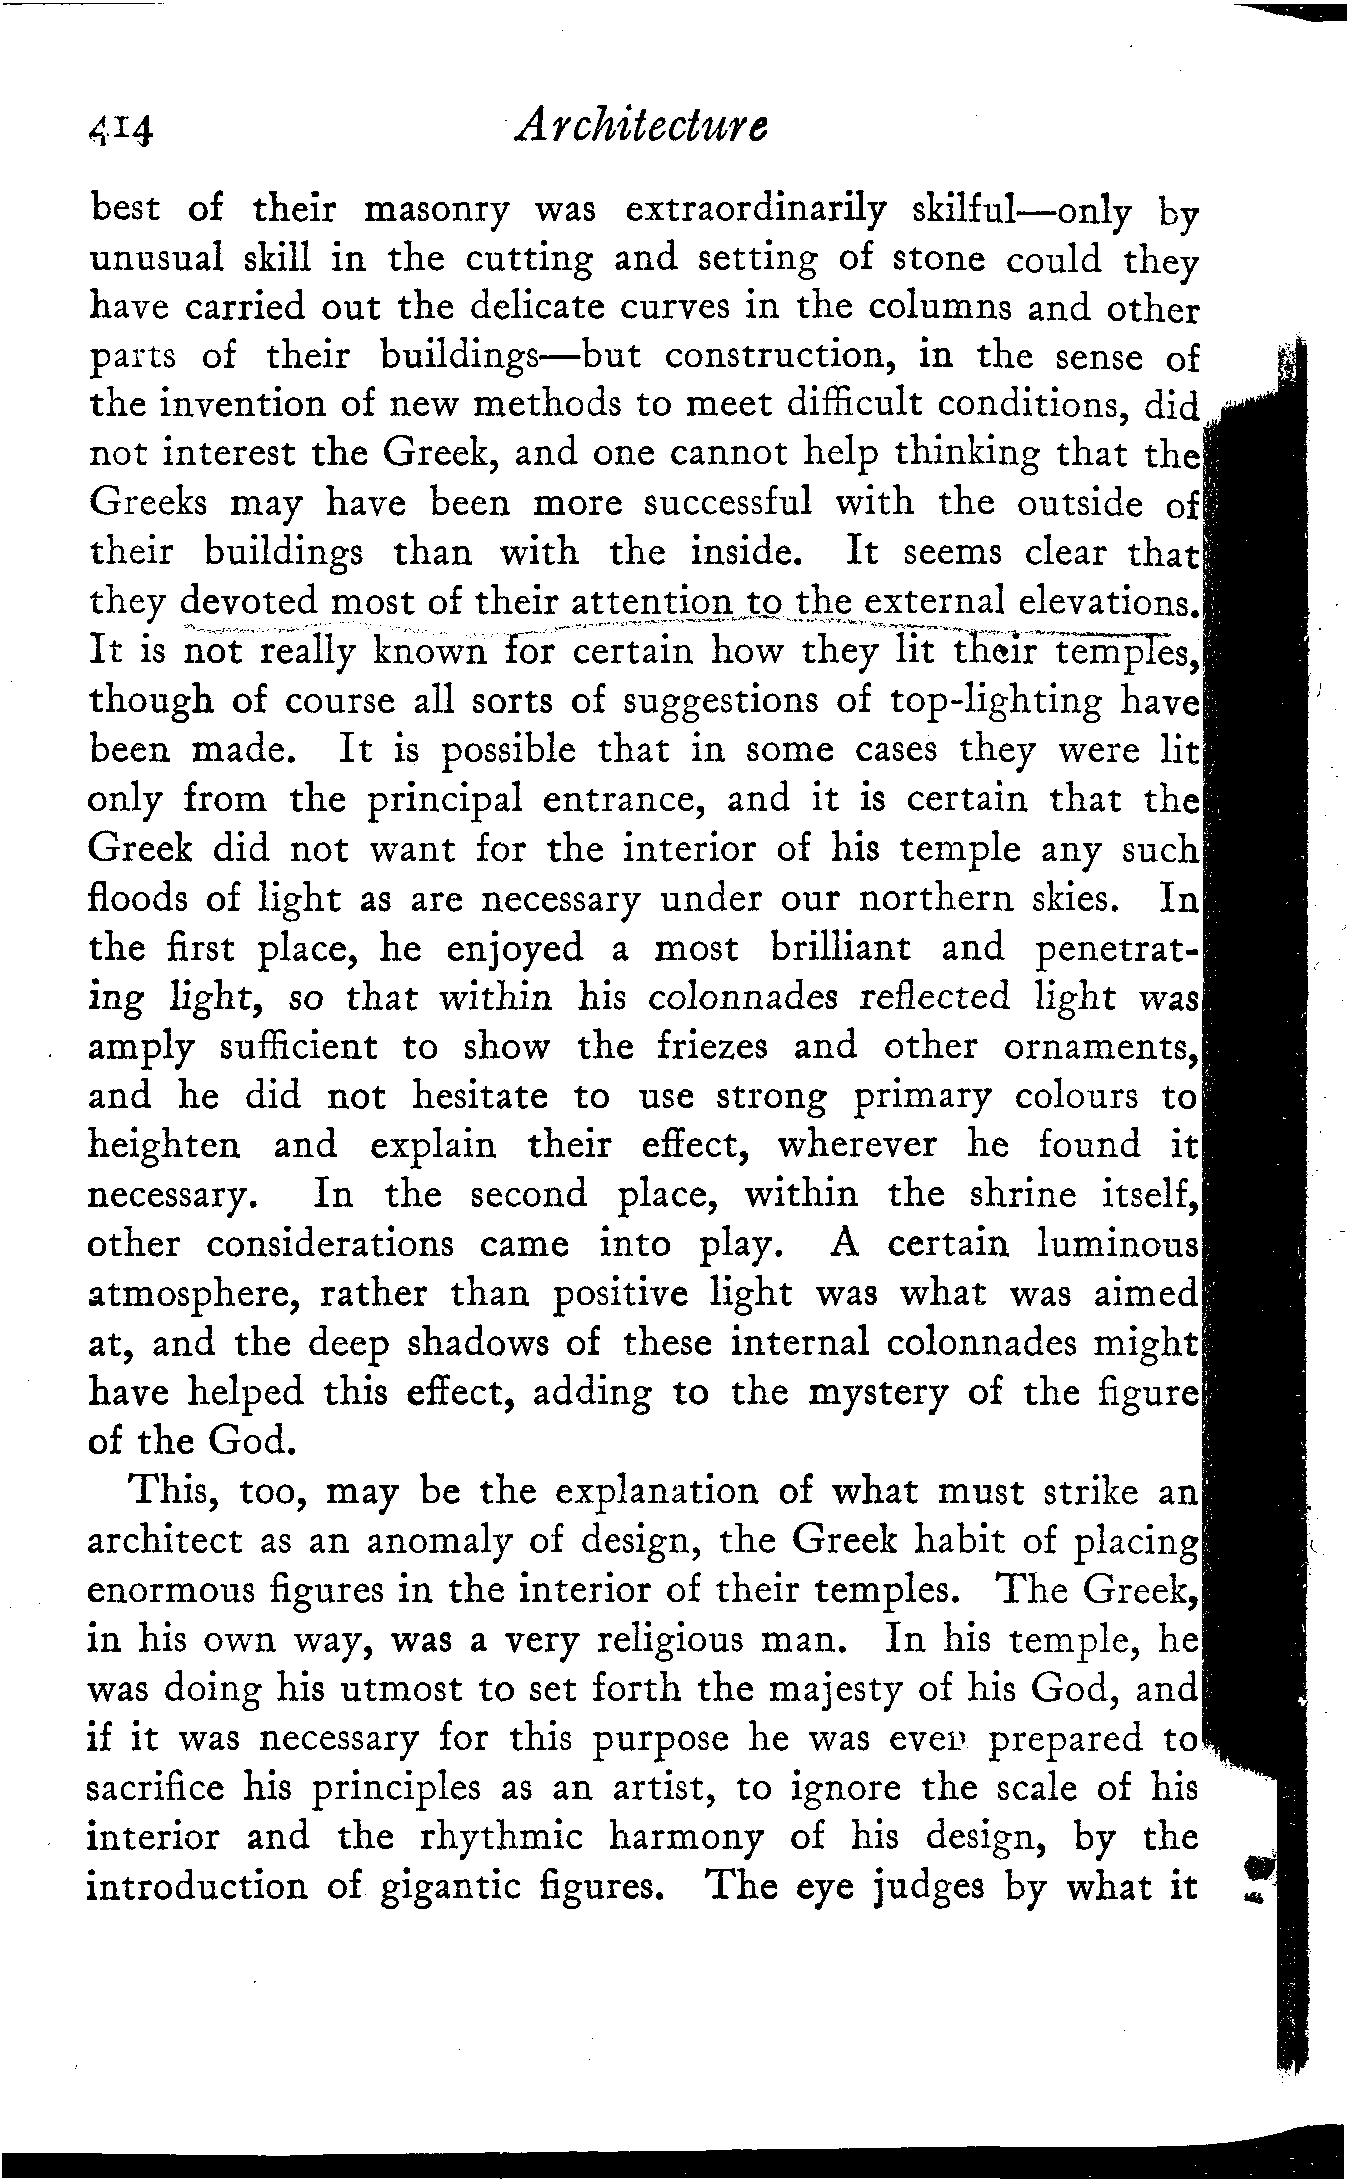 414 Architecture
best of their masonry was extraordinarily skilful—only by
unusual skill in the cutting and setting of stone could they
have carried out the delicate curves in the columns and other
parts of their buildings—but construction, in the sense of
the invention of new methods to meet difficult conditions, did
not interest the Greek, and one cannot help thinking that the
Greeks may have been more successful with the outside of
their buildings than with the inside. It seems clear that
they devoted most of their attention to the external elevations.
It is not really known for certain how they lit their temples,
though of course all sorts of suggestions of top-lighting have
been made. It is possible that in some cases they were lit
only from the principal entrance, and it is certain that the
Greek did not want for the interior of his temple any such
floods of light as are necessary under our northern skies. In
the first place, he enjoyed a most brilliant and penetrat-
ing light, so that within his colonnades reflected light was
amply sufficient to show the friezes and other ornaments,
and he did not hesitate to use strong primary colours to
heighten and explain their effect, wherever he found it
necessary. In the second place, within the shrine itself,
other considerations came into play. A certain luminous
atmosphere, rather than positive light was what was aimed
at, and the deep shadows of these internal colonnades might
have helped this effect, adding to the mystery of the figure
of the God.
This, too, may be the explanation of what must strike an
architect as an anomaly of design, the Greek habit of placing
enormous figures in the interior of their temples. The Greek,
in his own way, was a very religious man. In his temple, he
was doing his utmost to set forth the majesty of his God, and
if it was necessary for this purpose he was even prepared to
sacrifice his principles as an artist, to ignore the scale of his
interior and the rhythmic harmony of his design, by the
introduction of gigantic figures. The eye judges by what it